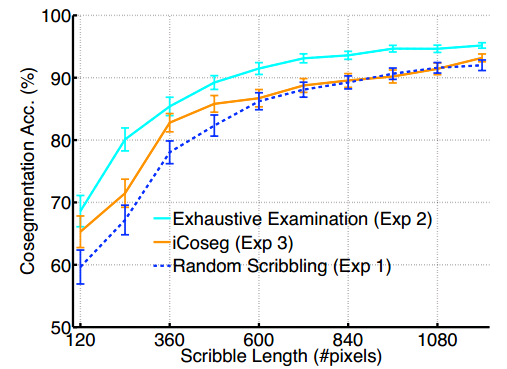 100
90
80
70
60
50
Cosegmentation Acc. (%)
Exhaustive Examination (Exp 2)
iCoseg (Exp 3)
Random Scribbling (Exp 1)
120 360 600 840 1080
Scribble Length (#pixels)